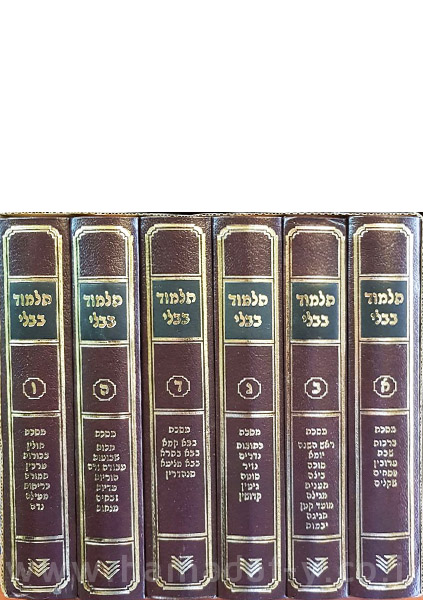 תלמוד
בבלי
א
מסכת
ברכות
שבת
ערובין
פסחים
שקלים
תלמוד
בבלי
ב
מסכת
ראש השנה
יומא
סוכה
ביצה
תענית
מגילה
מועד קטן
חגיגה
יבמות
תלמוד
בבלי
ג
מסכת
כתובות
נדרים
נזיר
סוטה
גיטין
קדושין
תלמוד
בבלי
ד
מסכת
בבא קמא
בבא בתרא
בבא מציעא
סנהדרין
תלמוד
בבלי
ה
מסכת
מכות
שבועות
עבודה זרה
הוריות
עדיות
זבחים
מנחות
תלמוד
בבלי
ו
מסכת
חולין
בכורות
ערכין
תמורה
כריתות
מעילה
נדה